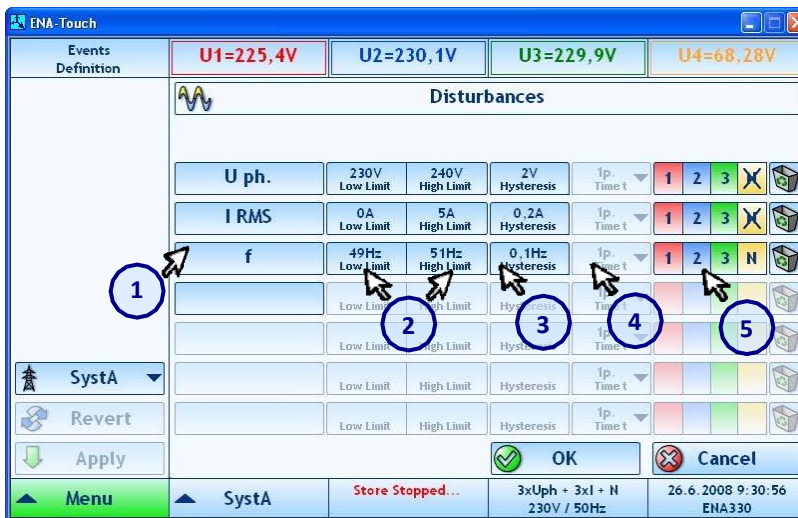 ENA-Touch
Events
Definition
U1=225,4V
U2=230,1V
U3=229,9V
U4=68,28V
Disturbances
U ph.
230V
Low Limit
240V
High Limit
2V
Hysteresis
1p.
Time t
1
2
3
I RMS
0A
Low Limit
5A
High Limit
0,2A
Hysteresis
1p.
Time t
1
2
3
f
49Hz
Low Limit
51Hz
High Limit
0,1Hz
Hysteresis
1p.
Time t
1
2
3
N
1
2
3
4
5
Low Limit
High Limit
Hysteresis
1p.
Time t
Low Limit
High Limit
Hysteresis
1p.
Time t
SystA
Low Limit
High Limit
Hysteresis
1p.
Time t
Revert
Low Limit
High Limit
Hysteresis
1p.
Time t
Apply
OK
Cancel
Menu
SystA
Store Stopped...
3xUph + 3xI + N
230V / 50Hz
26.6.2008 9:30:56
ENA330